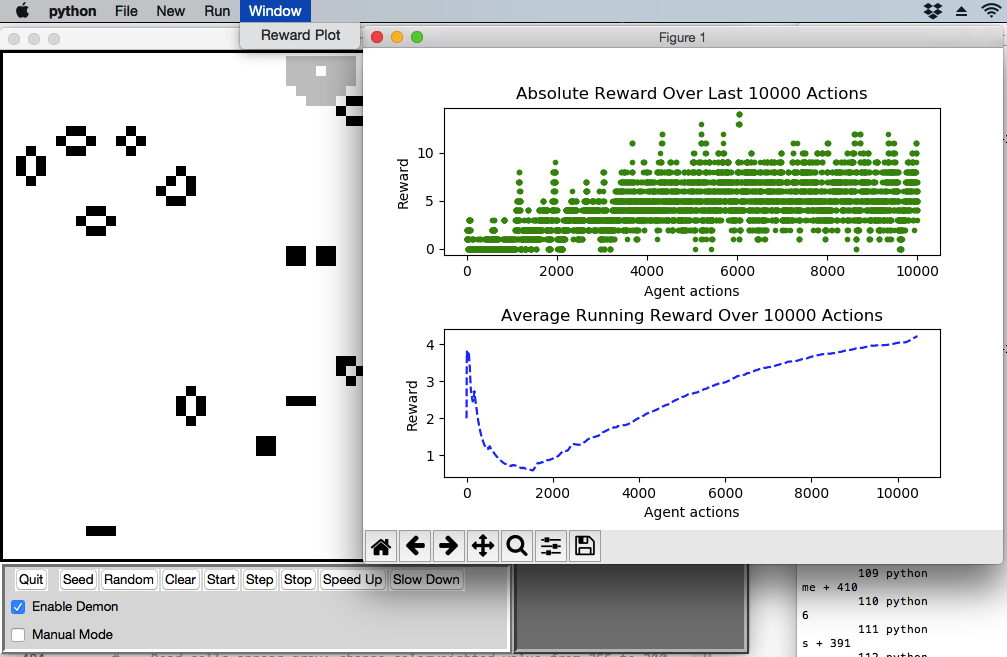 python File New Run Window
Reward Plot
Figure 1
Absolute Reward Over Last 10000 Actions
10
5
0
Reward
0 2000 4000 6000 8000 10000
Agent actions
Average Running Reward Over 10000 Actions
4
3
2
1
Reward
0 2000 4000 6000 8000 10000
Agent actions
Quit Seed Random Clear Start Step Stop Speed Up Slow Down
Enable Demon
Manual Mode
109 python
me + 410
110 python
6
111 python
s + 391